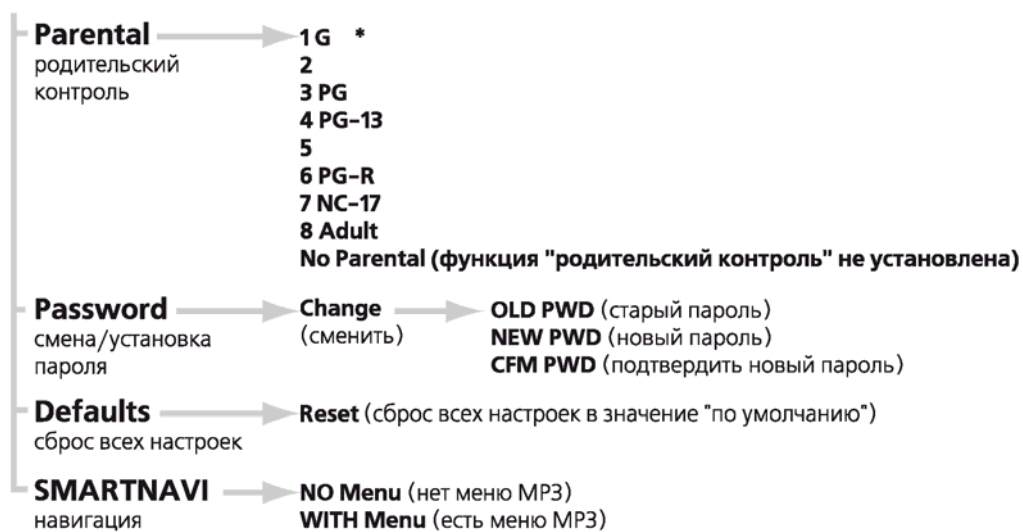 Parental
родительский
контроль
1 G *
2
3 PG
4 PG-13
5
6 PG-R
7 NC-17
8 Adult
No Parental (функция "родительский контроль" не установлена)
Password
смена/установка
пароля
Change
(сменить)
OLD PWD (старый пароль)
NEW PWD (новый пароль)
CFM PWD (подтвердить новый пароль)
Defaults
сброс всех настроек
Reset (сброс всех настроек в значение "по умолчанию")
SMARTNAVI
навигация
NO Menu (нет меню MP3)
WITH Menu (есть меню MP3)